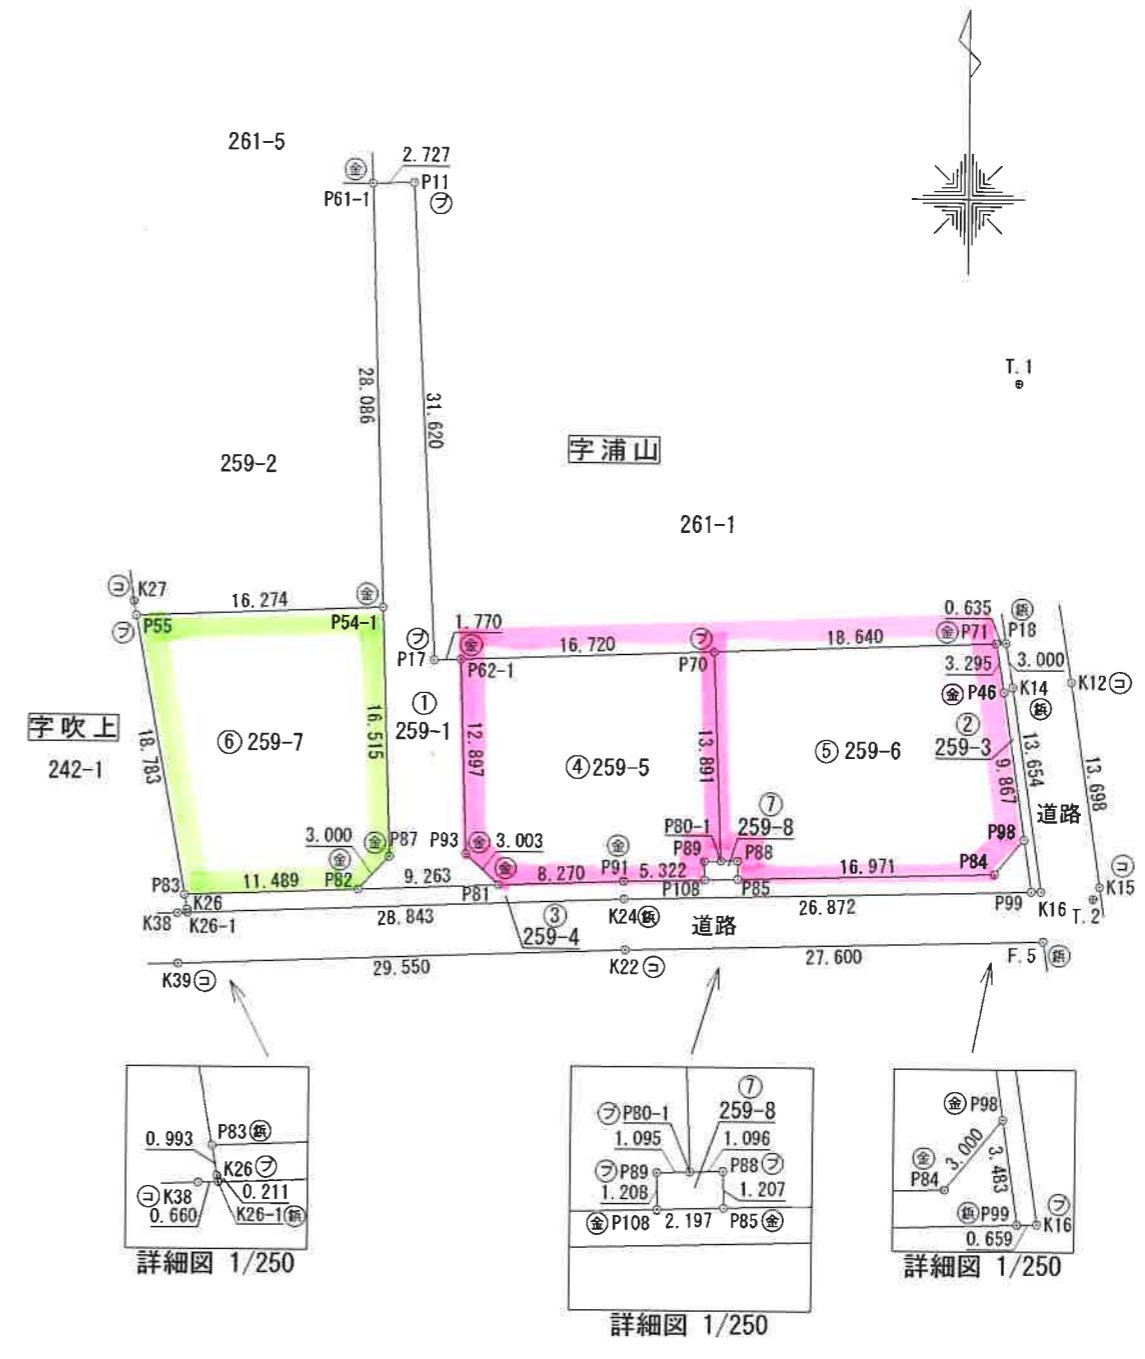 261-5
金
2.727
P61-1
P11
プ
T.1
28.086
31.620
字浦山
259-2
261-1
コ K27
16.274
金
プ
P55
P54-1
1.770
0.635
鋲
プ
金
16.720
プ
18.640
金 P71
P18
P17
P62-1
P70
3.295
3.000
金 P46
K14
鋲
K12 コ
①
259-1
字吹上
242-1
18.783
⑥ 259-7
16.515
12.897
④259-5
13.891
⑤ 259-6
②
259-3
9.867
13.654
13.698
道路
⑦
259-8
P80-1
3.000
金
P87
P93
金
3.003
金
P89
P88
P98
金
P91
金
P84
P83
11.489
P82
9.263
P81
8.270
5.322
P108
P85
16.971
P99
K16
コ
K15
T.2
K26
K38
K26-1
28.843
③
259-4
K24 鋲
道路
26.872
K39 コ
29.550
K22 コ
27.600
F.5 鋲
0.993
P83 鋲
K26 プ
コ K38
0.211
0.660
K26-1 鋲
詳細図 1/250
⑦
プ P80-1
259-8
1.095
1.096
プ P89
P88 プ
1.208
1.207
金 P108
2.197
P85 金
詳細図 1/250
金 P98
3.000
金
P84
3.483
鋲 P99
プ
K16
0.659
詳細図 1/250